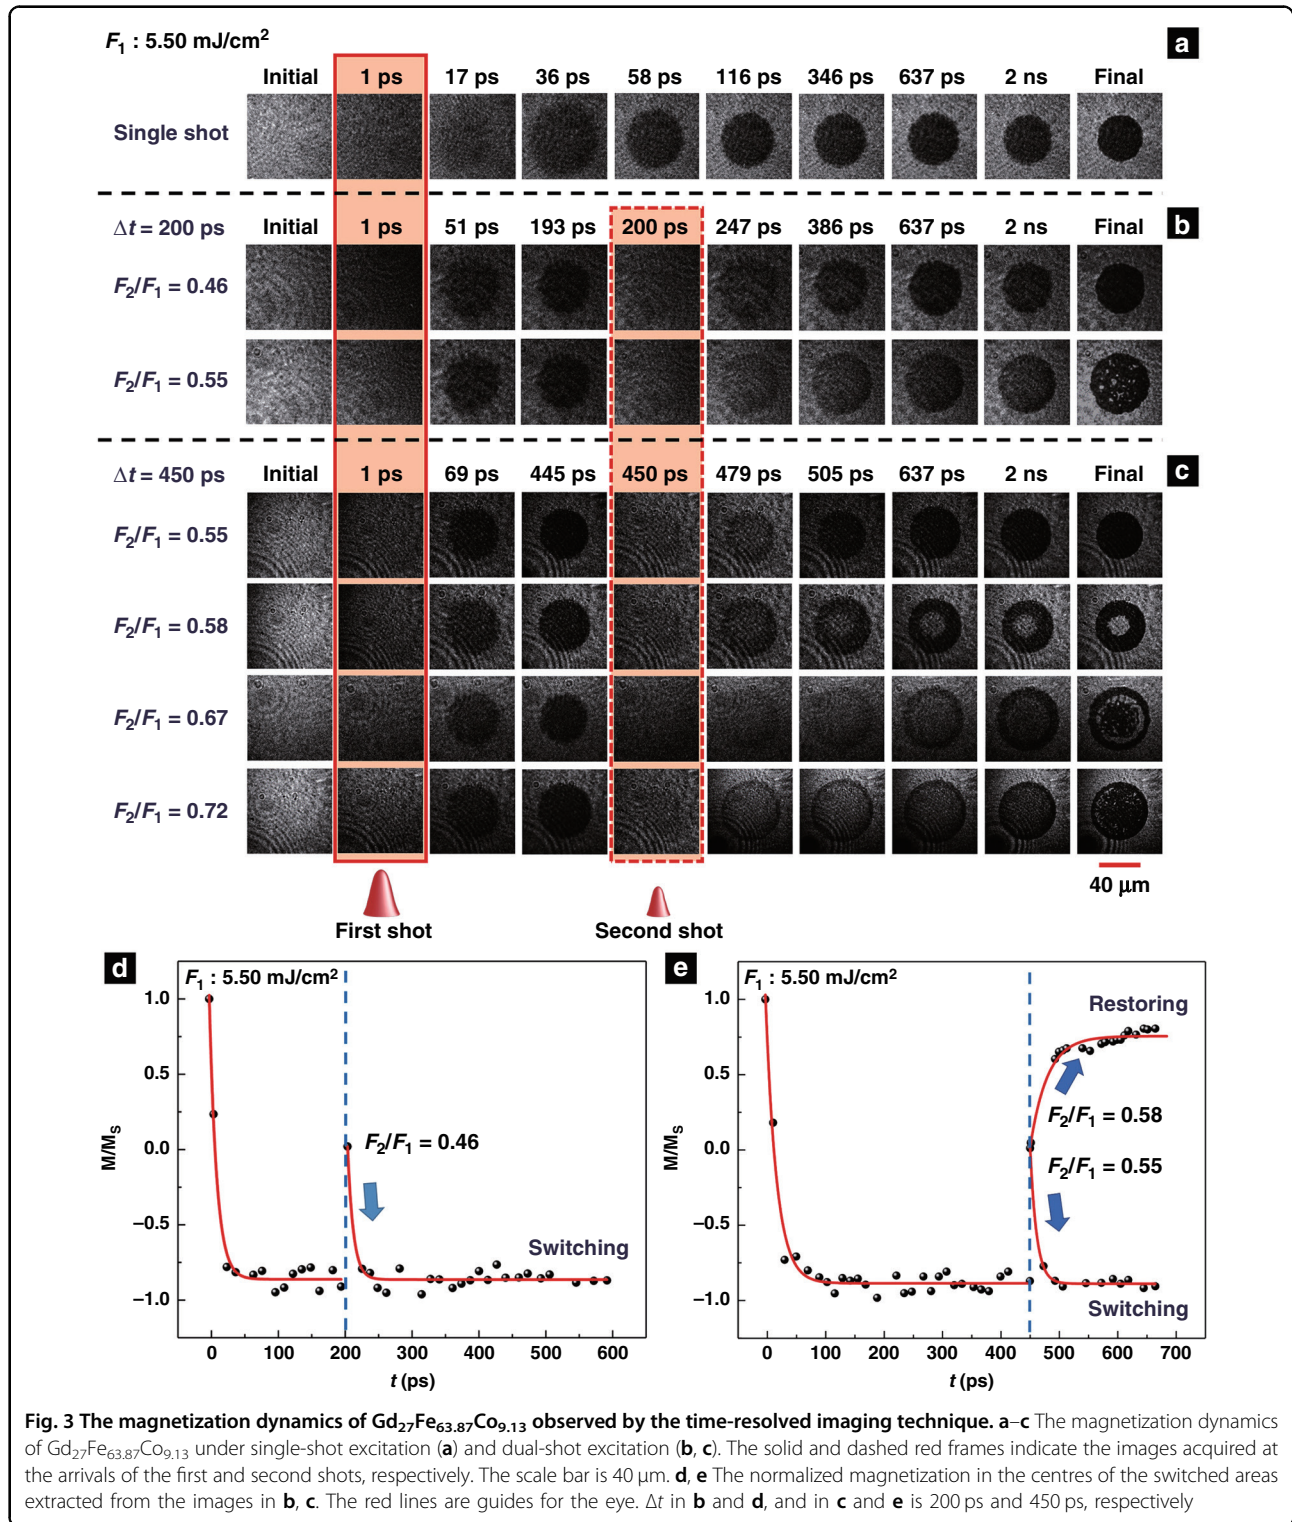 F1 : 5.50 mJ/cm2
a
Initial 1 ps 17 ps 36 ps 58 ps 116 ps 346 ps 637 ps 2 ns Final
Single shot
Δt = 200 ps Initial 1 ps 51 ps 193 ps 200 ps 247 ps 386 ps 637 ps 2 ns Final
b
F2/F1 = 0.46
F2/F1 = 0.55
Δt = 450 ps Initial 1 ps 69 ps 445 ps 450 ps 479 ps 505 ps 637 ps 2 ns Final
c
F2/F1 = 0.55
F2/F1 = 0.58
F2/F1 = 0.67
F2/F1 = 0.72
40 μm
First shot Second shot
d
F1 : 5.50 mJ/cm2
1.0
0.5
0.0
−0.5
−1.0
M/MS
F2/F1 = 0.46
Switching
0 100 200 300 400 500 600
t (ps)
e
F1 : 5.50 mJ/cm2
1.0
0.5
0.0
−0.5
−1.0
M/MS
Restoring
F2/F1 = 0.58
F2/F1 = 0.55
Switching
0 100 200 300 400 500 600 700
t (ps)
Fig. 3 The magnetization dynamics of Gd27Fe63.87Co9.13 observed by the time-resolved imaging technique. a–c The magnetization dynamics
of Gd27Fe63.87Co9.13 under single-shot excitation (a) and dual-shot excitation (b, c). The solid and dashed red frames indicate the images acquired at
the arrivals of the first and second shots, respectively. The scale bar is 40 μm. d, e The normalized magnetization in the centres of the switched areas
extracted from the images in b, c. The red lines are guides for the eye. Δt in b and d, and in c and e is 200 ps and 450 ps, respectively